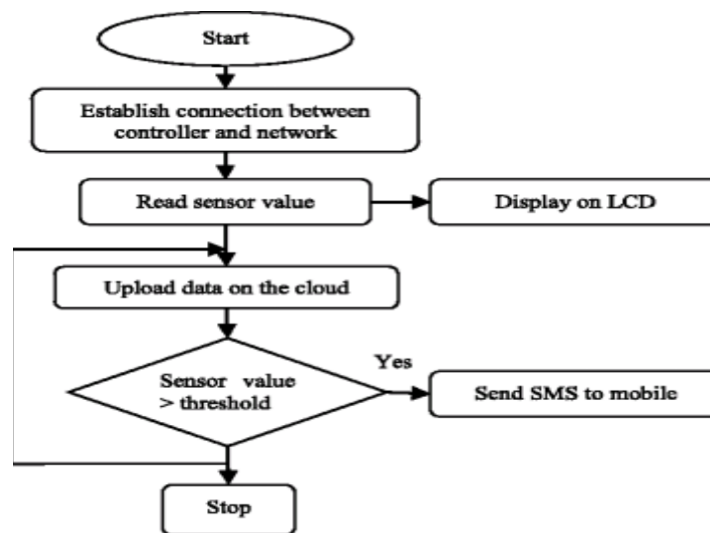 Start
Establish connection between
controller and network
Read sensor value
Display on LCD
Upload data on the cloud
Yes
Sensor value
> threshold
Send SMS to mobile
Stop